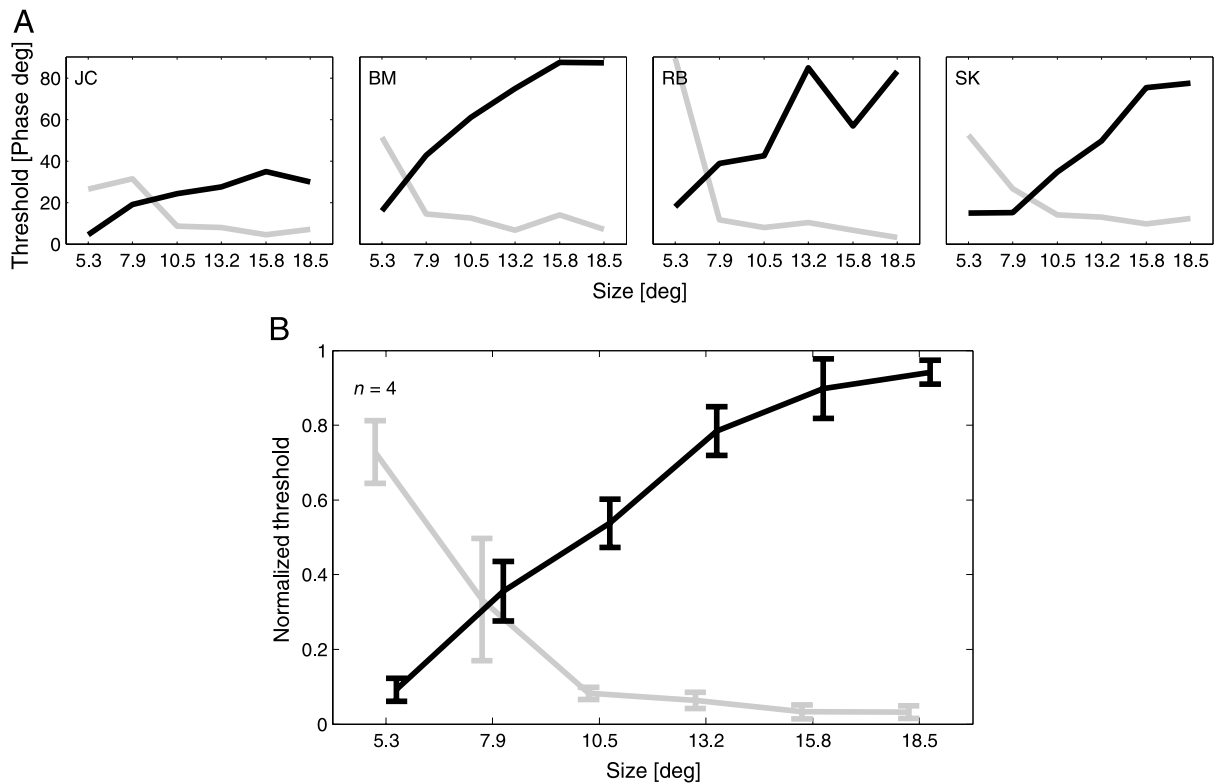 A
Threshold [Phase deg]
80
60
40
20
0
JC
BM
RB
SK
5.3 7.9 10.5 13.2 15.8 18.5
5.3 7.9 10.5 13.2 15.8 18.5
5.3 7.9 10.5 13.2 15.8 18.5
5.3 7.9 10.5 13.2 15.8 18.5
Size [deg]
B
Normalized threshold
1
0.8
0.6
0.4
0.2
0
n = 4
5.3 7.9 10.5 13.2 15.8 18.5
Size [deg]